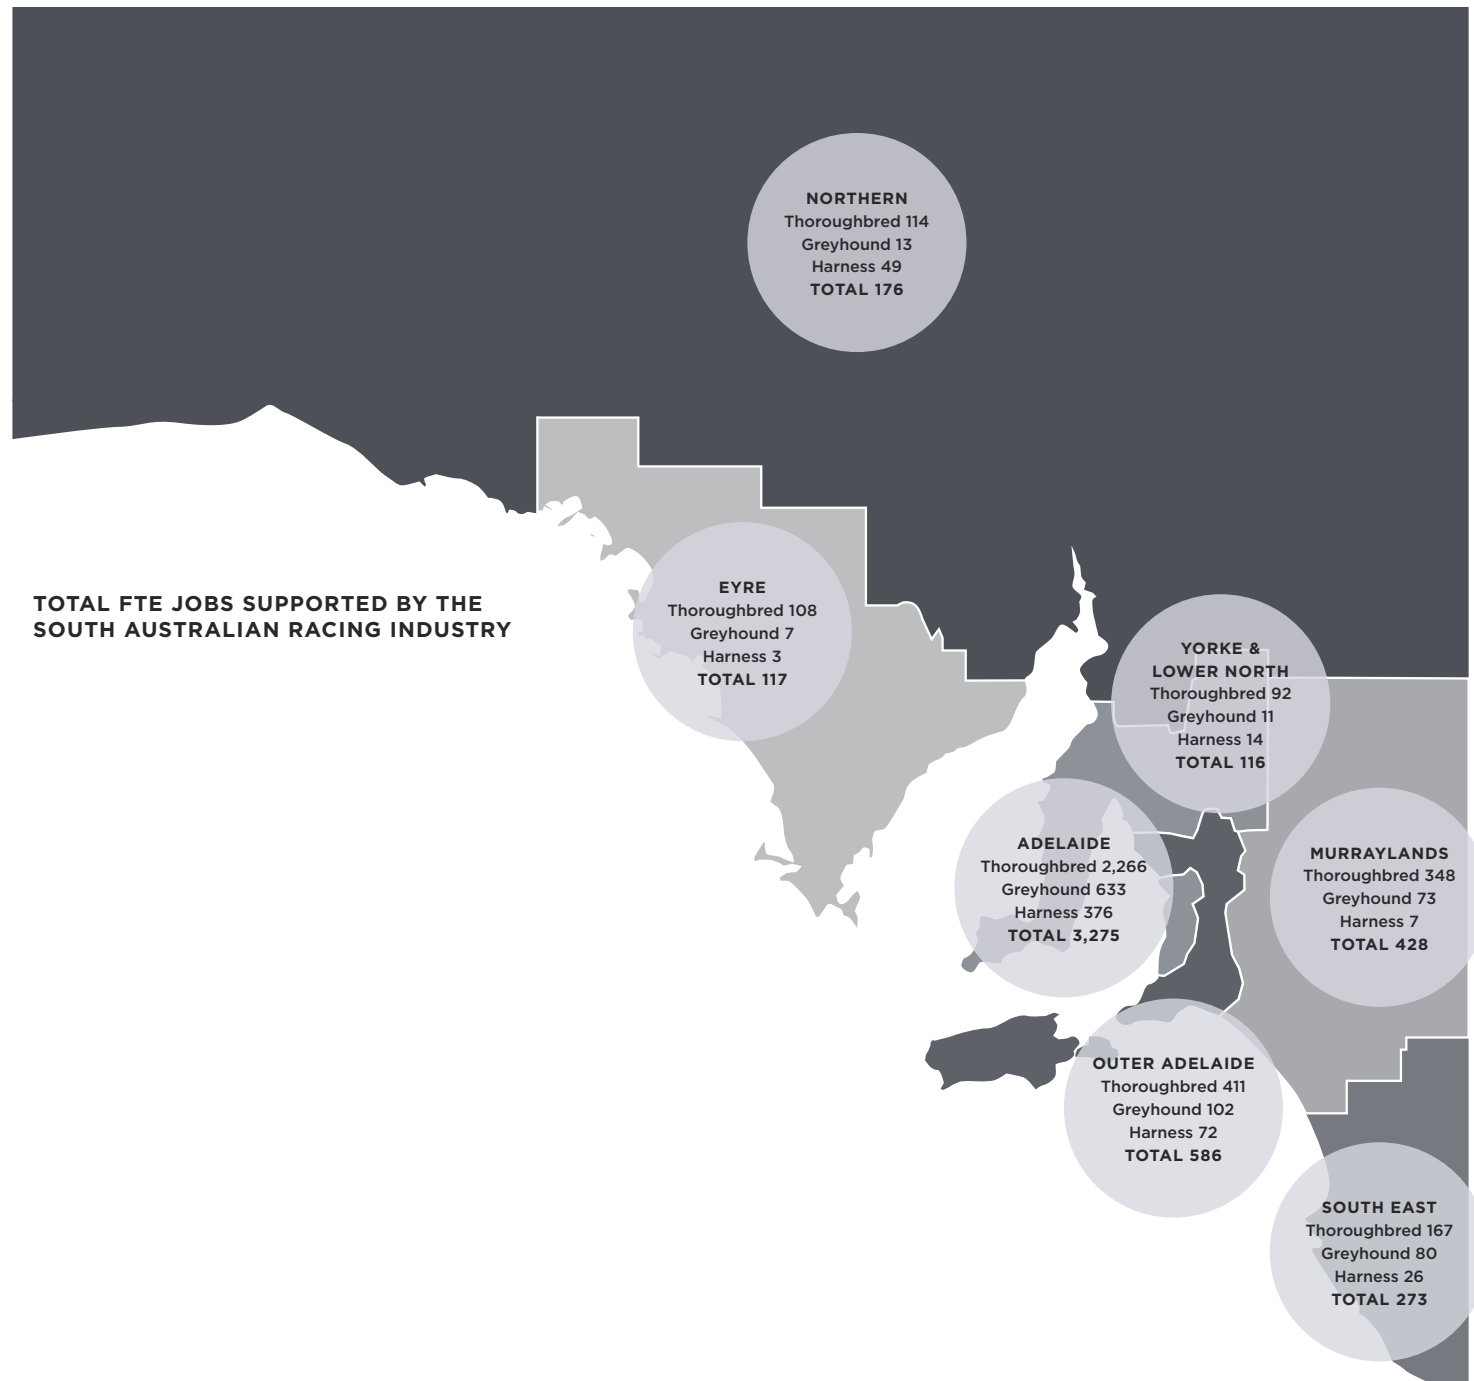 NORTHERN
Thoroughbred 114
Greyhound 13
Harness 49
TOTAL 176
TOTAL FTE JOBS SUPPORTED BY THE
SOUTH AUSTRALIAN RACING INDUSTRY
EYRE
Thoroughbred 108
Greyhound 7
Harness 3
TOTAL 117
YORKE &
LOWER NORTH
Thoroughbred 92
Greyhound 11
Harness 14
TOTAL 116
ADELAIDE
Thoroughbred 2,266
Greyhound 633
Harness 376
TOTAL 3,275
MURRAYLANDS
Thoroughbred 348
Greyhound 73
Harness 7
TOTAL 428
OUTER ADELAIDE
Thoroughbred 411
Greyhound 102
Harness 72
TOTAL 586
SOUTH EAST
Thoroughbred 167
Greyhound 80
Harness 26
TOTAL 273